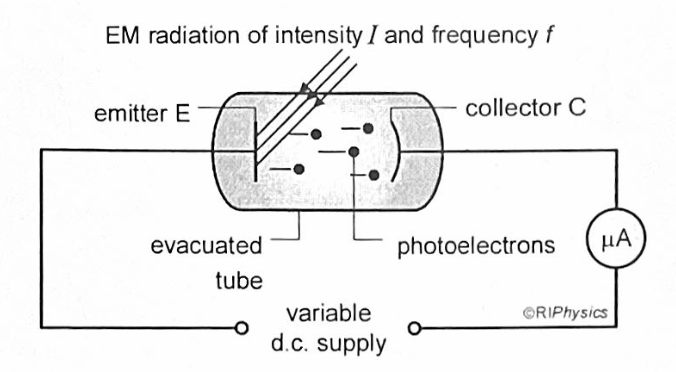 EM radiation of intensity I and frequency f
emitter E
collector C
evacuated
tube
photoelectrons
μA
variable
d.c. supply
©RIPhysics